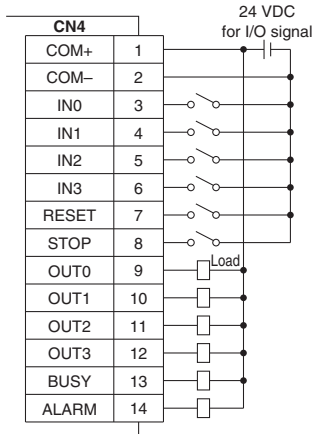 24 VDC
for I/O signal
CN4
COM+ 1
COM– 2
IN0 3
IN1 4
IN2 5
IN3 6
RESET 7
STOP 8
OUT0 9 Load
OUT1 10
OUT2 11
OUT3 12
BUSY 13
ALARM 14